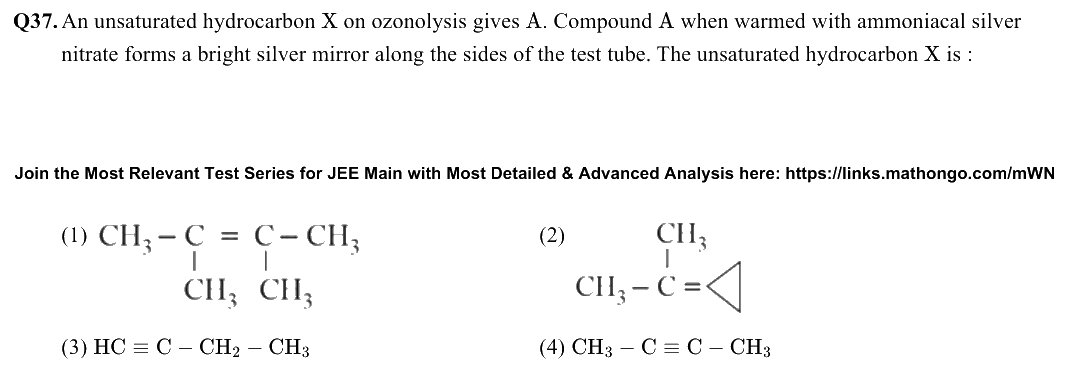 Q37. An unsaturated hydrocarbon X on ozonolysis gives A. Compound A when warmed with ammoniacal silver
nitrate forms a bright silver mirror along the sides of the test tube. The unsaturated hydrocarbon X is :
Join the Most Relevant Test Series for JEE Main with Most Detailed & Advanced Analysis here: https://links.mathongo.com/mWN
(1) CH₃ – C = C – CH₃
CH₃ CH₃
(2) CH₃
CH₃ – C =
(3) HC ≡ C – CH₂ – CH₃
(4) CH₃ – C ≡ C – CH₃